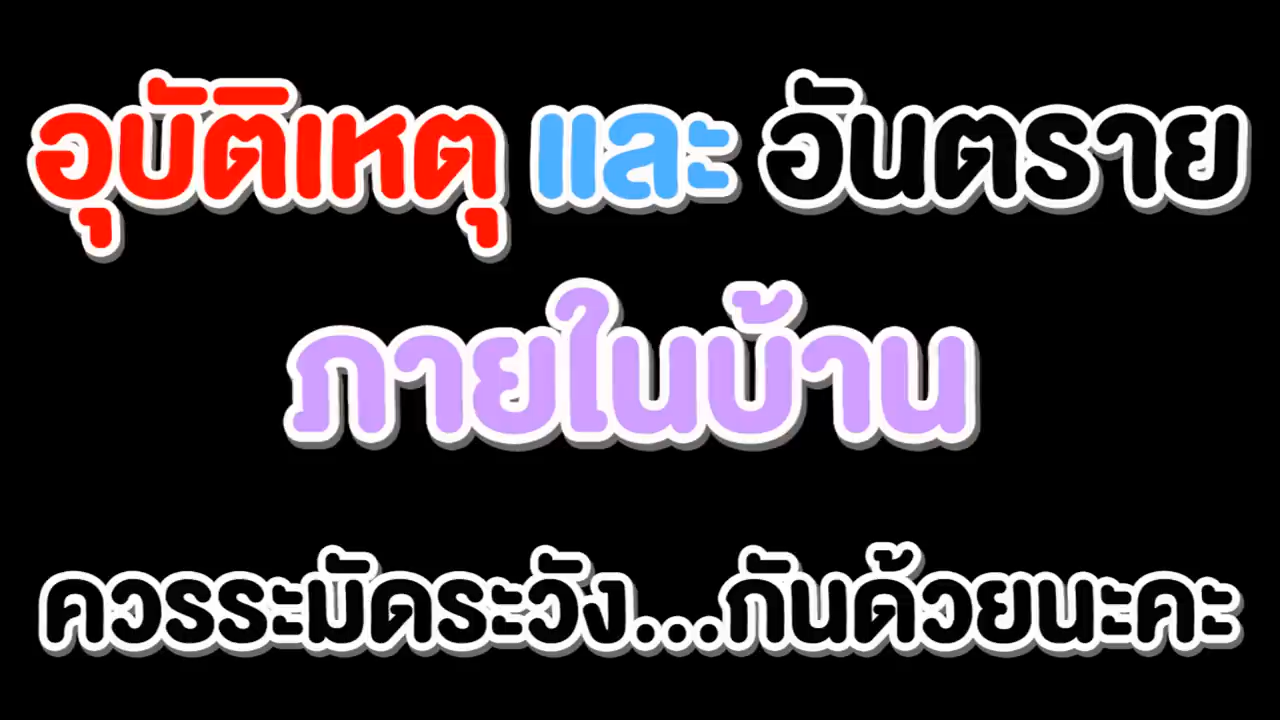 อุบัติเหตุ และ อันตราย
ภายในบ้าน
ควรระมัดระวัง...กันด้วยนะคะ